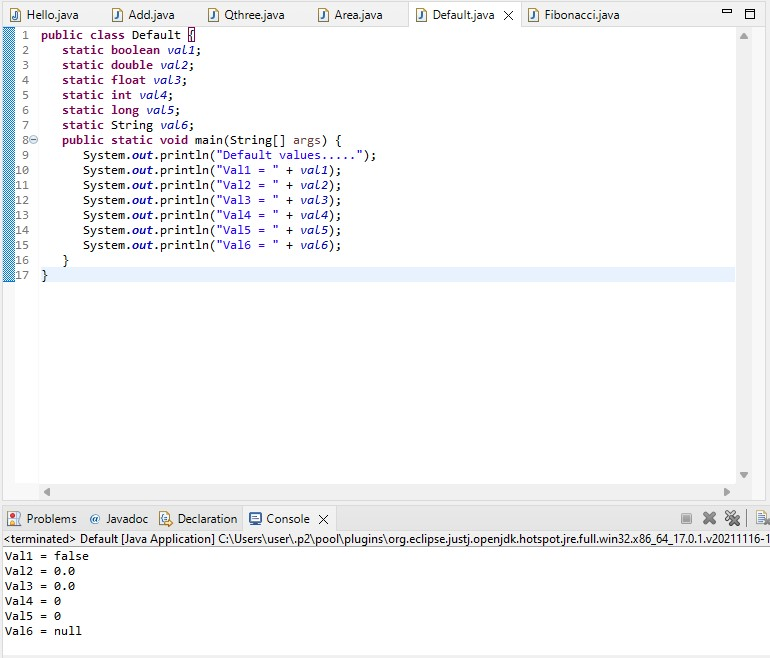 Hello.java Add.java Qthree.java Area.java Default.java Fibonacci.java
1 public class Default {
2 static boolean val1;
3 static double val2;
4 static float val3;
5 static int val4;
6 static long val5;
7 static String val6;
8 public static void main(String[] args) {
9 System.out.println("Default values.....");
10 System.out.println("Val1 = " + val1);
11 System.out.println("Val2 = " + val2);
12 System.out.println("Val3 = " + val3);
13 System.out.println("Val4 = " + val4);
14 System.out.println("Val5 = " + val5);
15 System.out.println("Val6 = " + val6);
16 }
17 }
Problems @ Javadoc Declaration Console
<terminated> Default [Java Application] C:\Users\user\.p2\pool\plugins\org.eclipse.justj.openjdk.hotspot.jre.full.win32.x86_64_17.0.1.v20211116-1
Val1 = false
Val2 = 0.0
Val3 = 0.0
Val4 = 0
Val5 = 0
Val6 = null